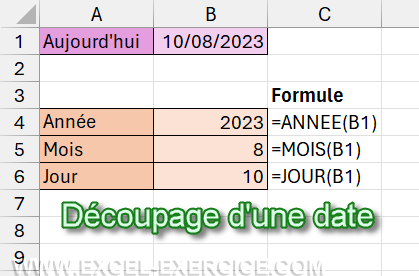 A B C
1 Aujourd'hui 10/08/2023
2
3 Formule
4 Année 2023 =ANNEE(B1)
5 Mois 8 =MOIS(B1)
6 Jour 10 =JOUR(B1)
7
Découpage d'une date
8
9
WWW.EXCEL-EXERCICE.COM